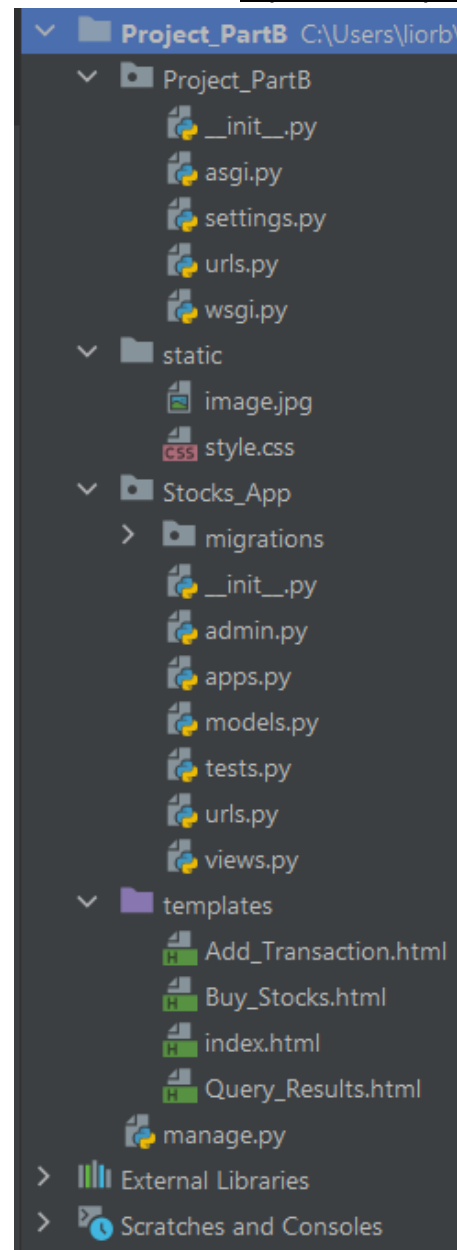 Project_PartB C:\Users\liorb\
Project_PartB
__init__.py
asgi.py
settings.py
urls.py
wsgi.py
static
image.jpg
style.css
Stocks_App
migrations
__init__.py
admin.py
apps.py
models.py
tests.py
urls.py
views.py
templates
Add_Transaction.html
Buy_Stocks.html
index.html
Query_Results.html
manage.py
External Libraries
Scratches and Consoles